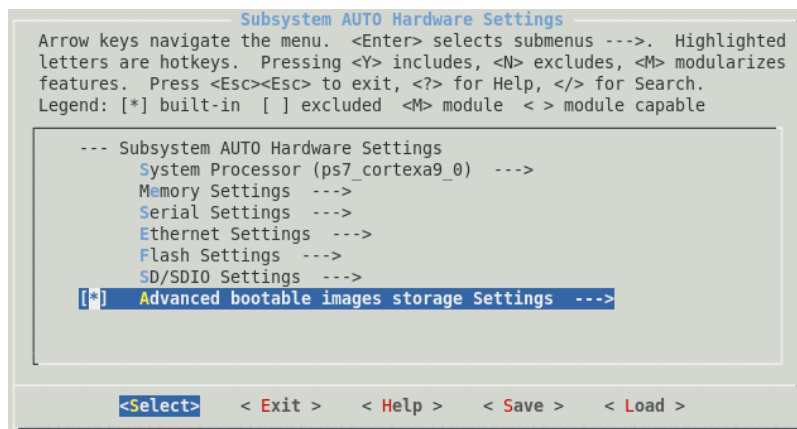 Subsystem AUTO Hardware Settings
Arrow keys navigate the menu.  <Enter> selects submenus --->.  Highlighted
letters are hotkeys.  Pressing <Y> includes, <N> excludes, <M> modularizes
features.  Press <Esc><Esc> to exit, <?> for Help, </> for Search.
Legend: [*] built-in  [ ] excluded  <M> module  < > module capable
--- Subsystem AUTO Hardware Settings
System Processor (ps7_cortexa9_0)  --->
Memory Settings  --->
Serial Settings  --->
Ethernet Settings  --->
Flash Settings  --->
SD/SDIO Settings  --->
[*]   Advanced bootable images storage Settings  --->
<Select>    < Exit >    < Help >    < Save >    < Load >